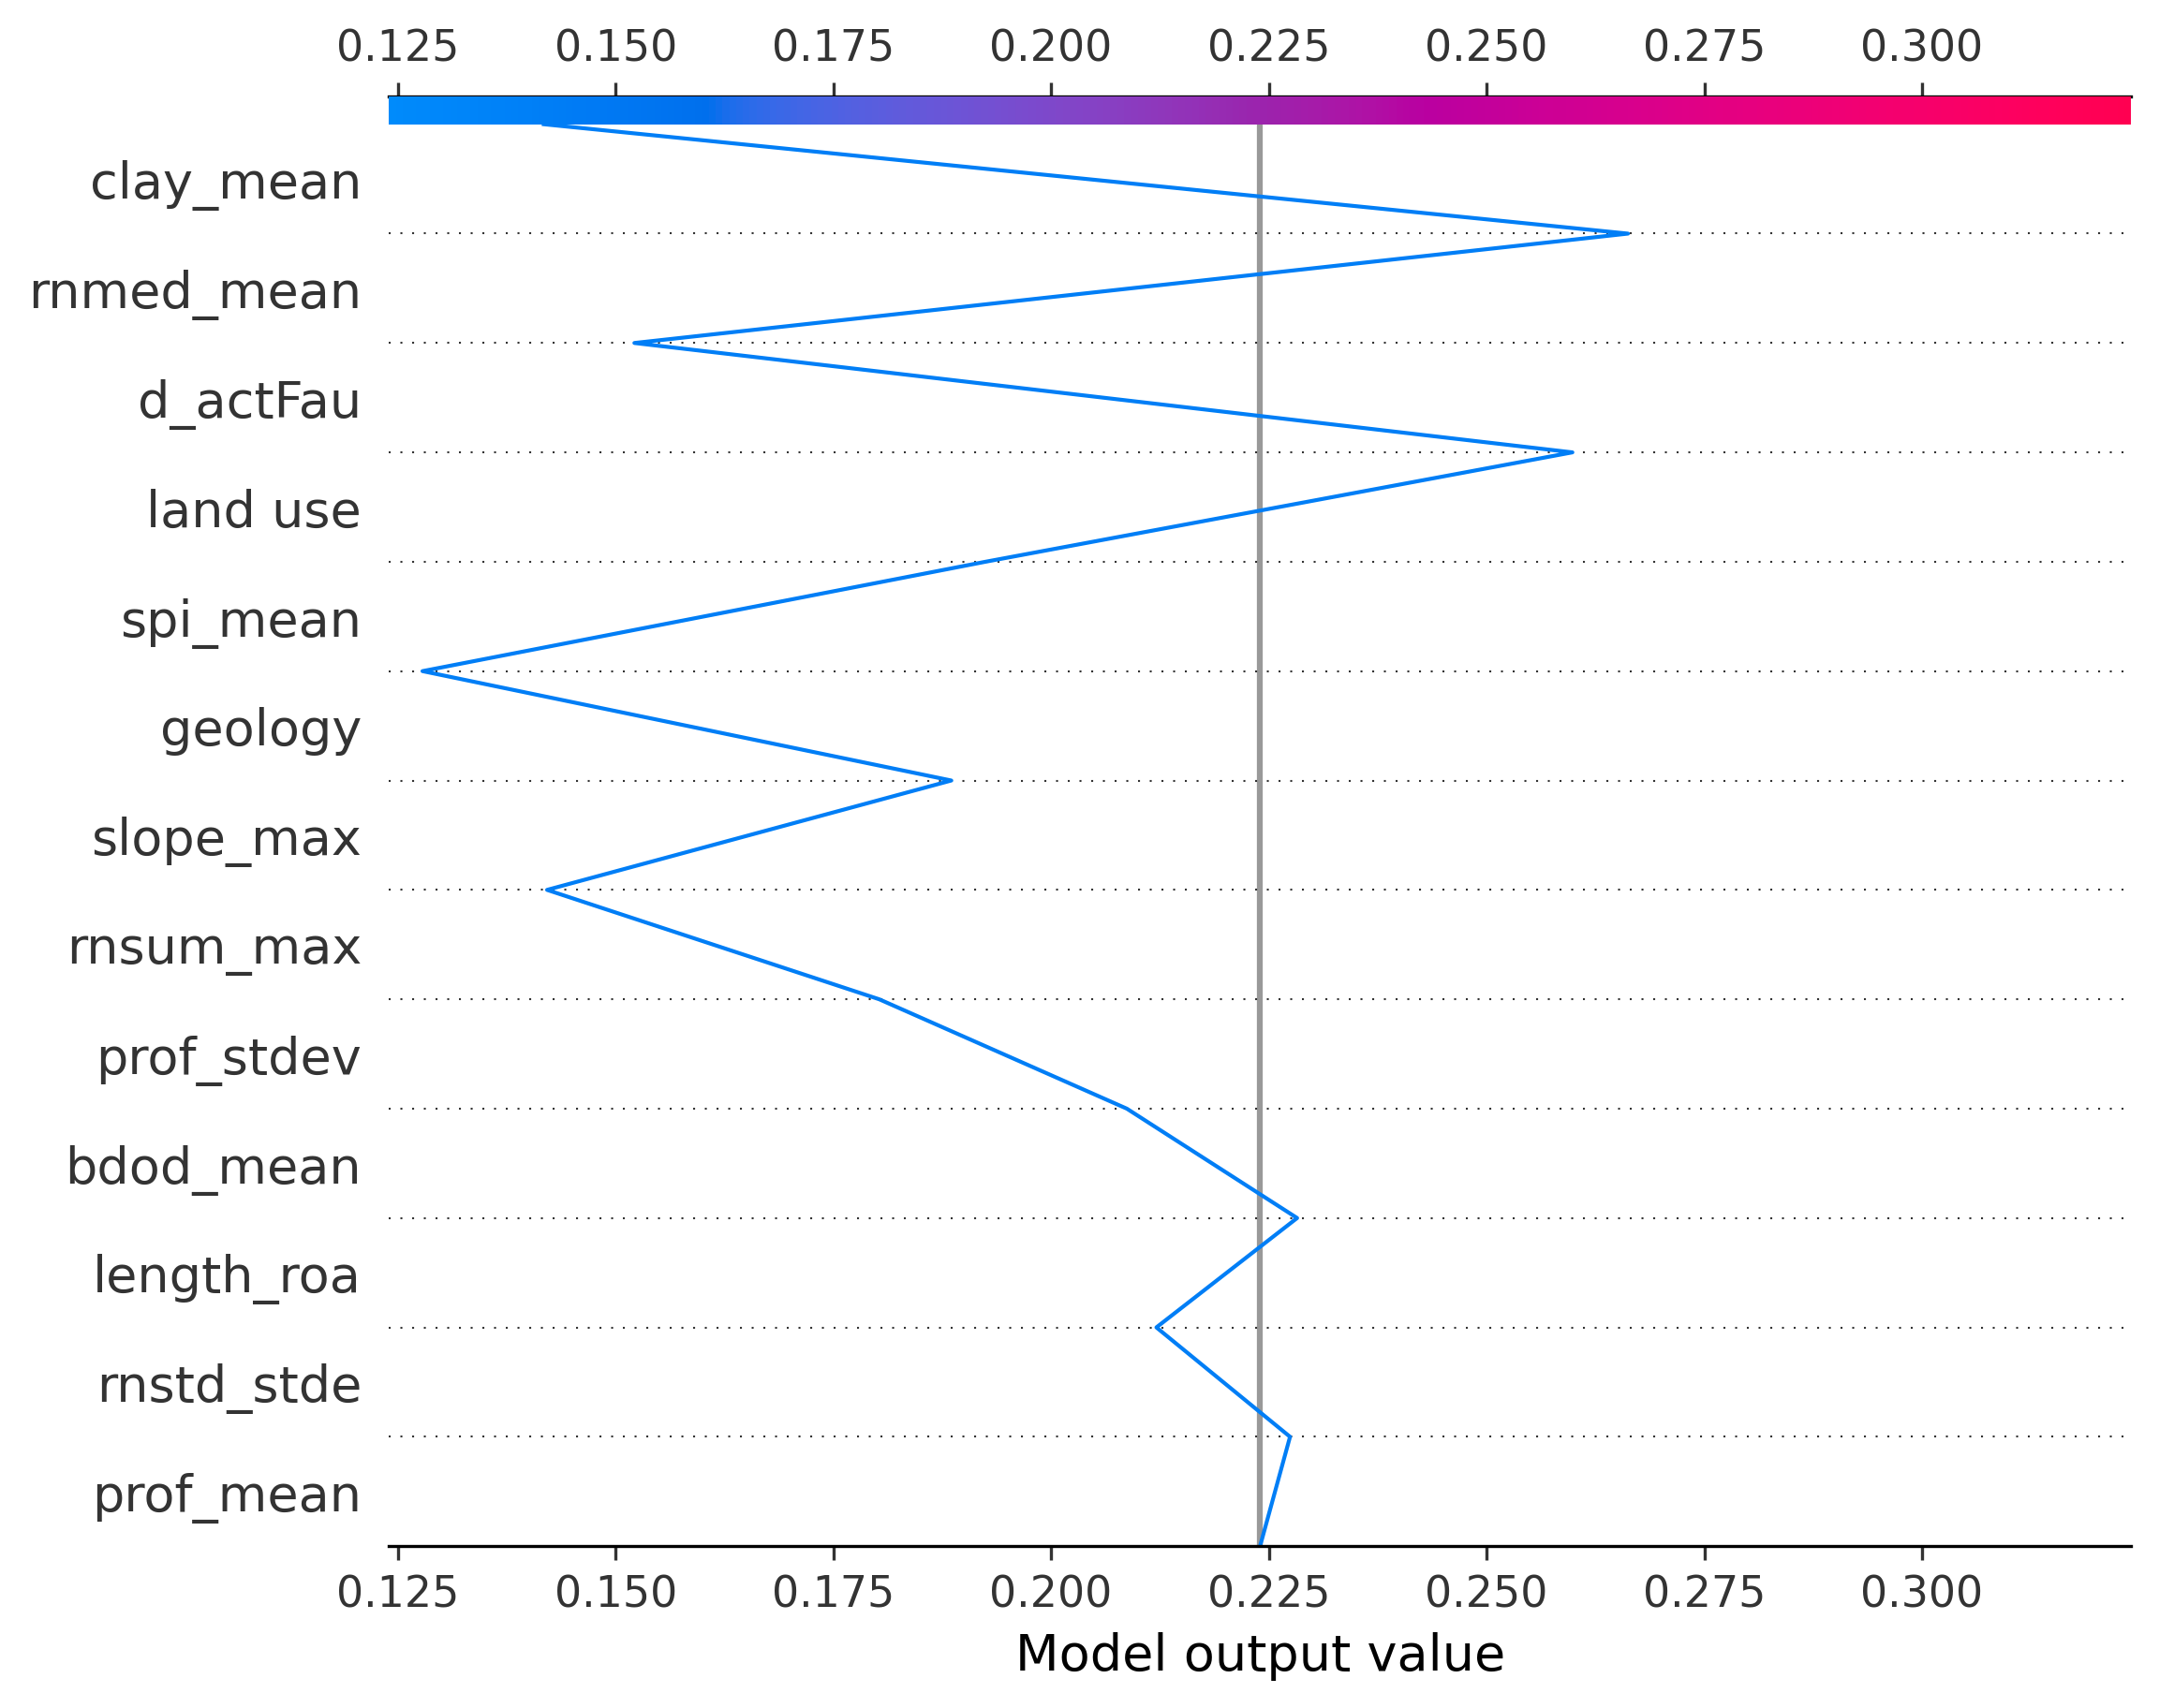 0.125 0.150 0.175 0.200 0.225 0.250 0.275 0.300
clay_mean
rnmed_mean
d_actFau
land use
spi_mean
geology
slope_max
rnsum_max
prof_stdev
bdod_mean
length_roa
rnstd_stde
prof_mean
0.125 0.150 0.175 0.200 0.225 0.250 0.275 0.300
Model output value